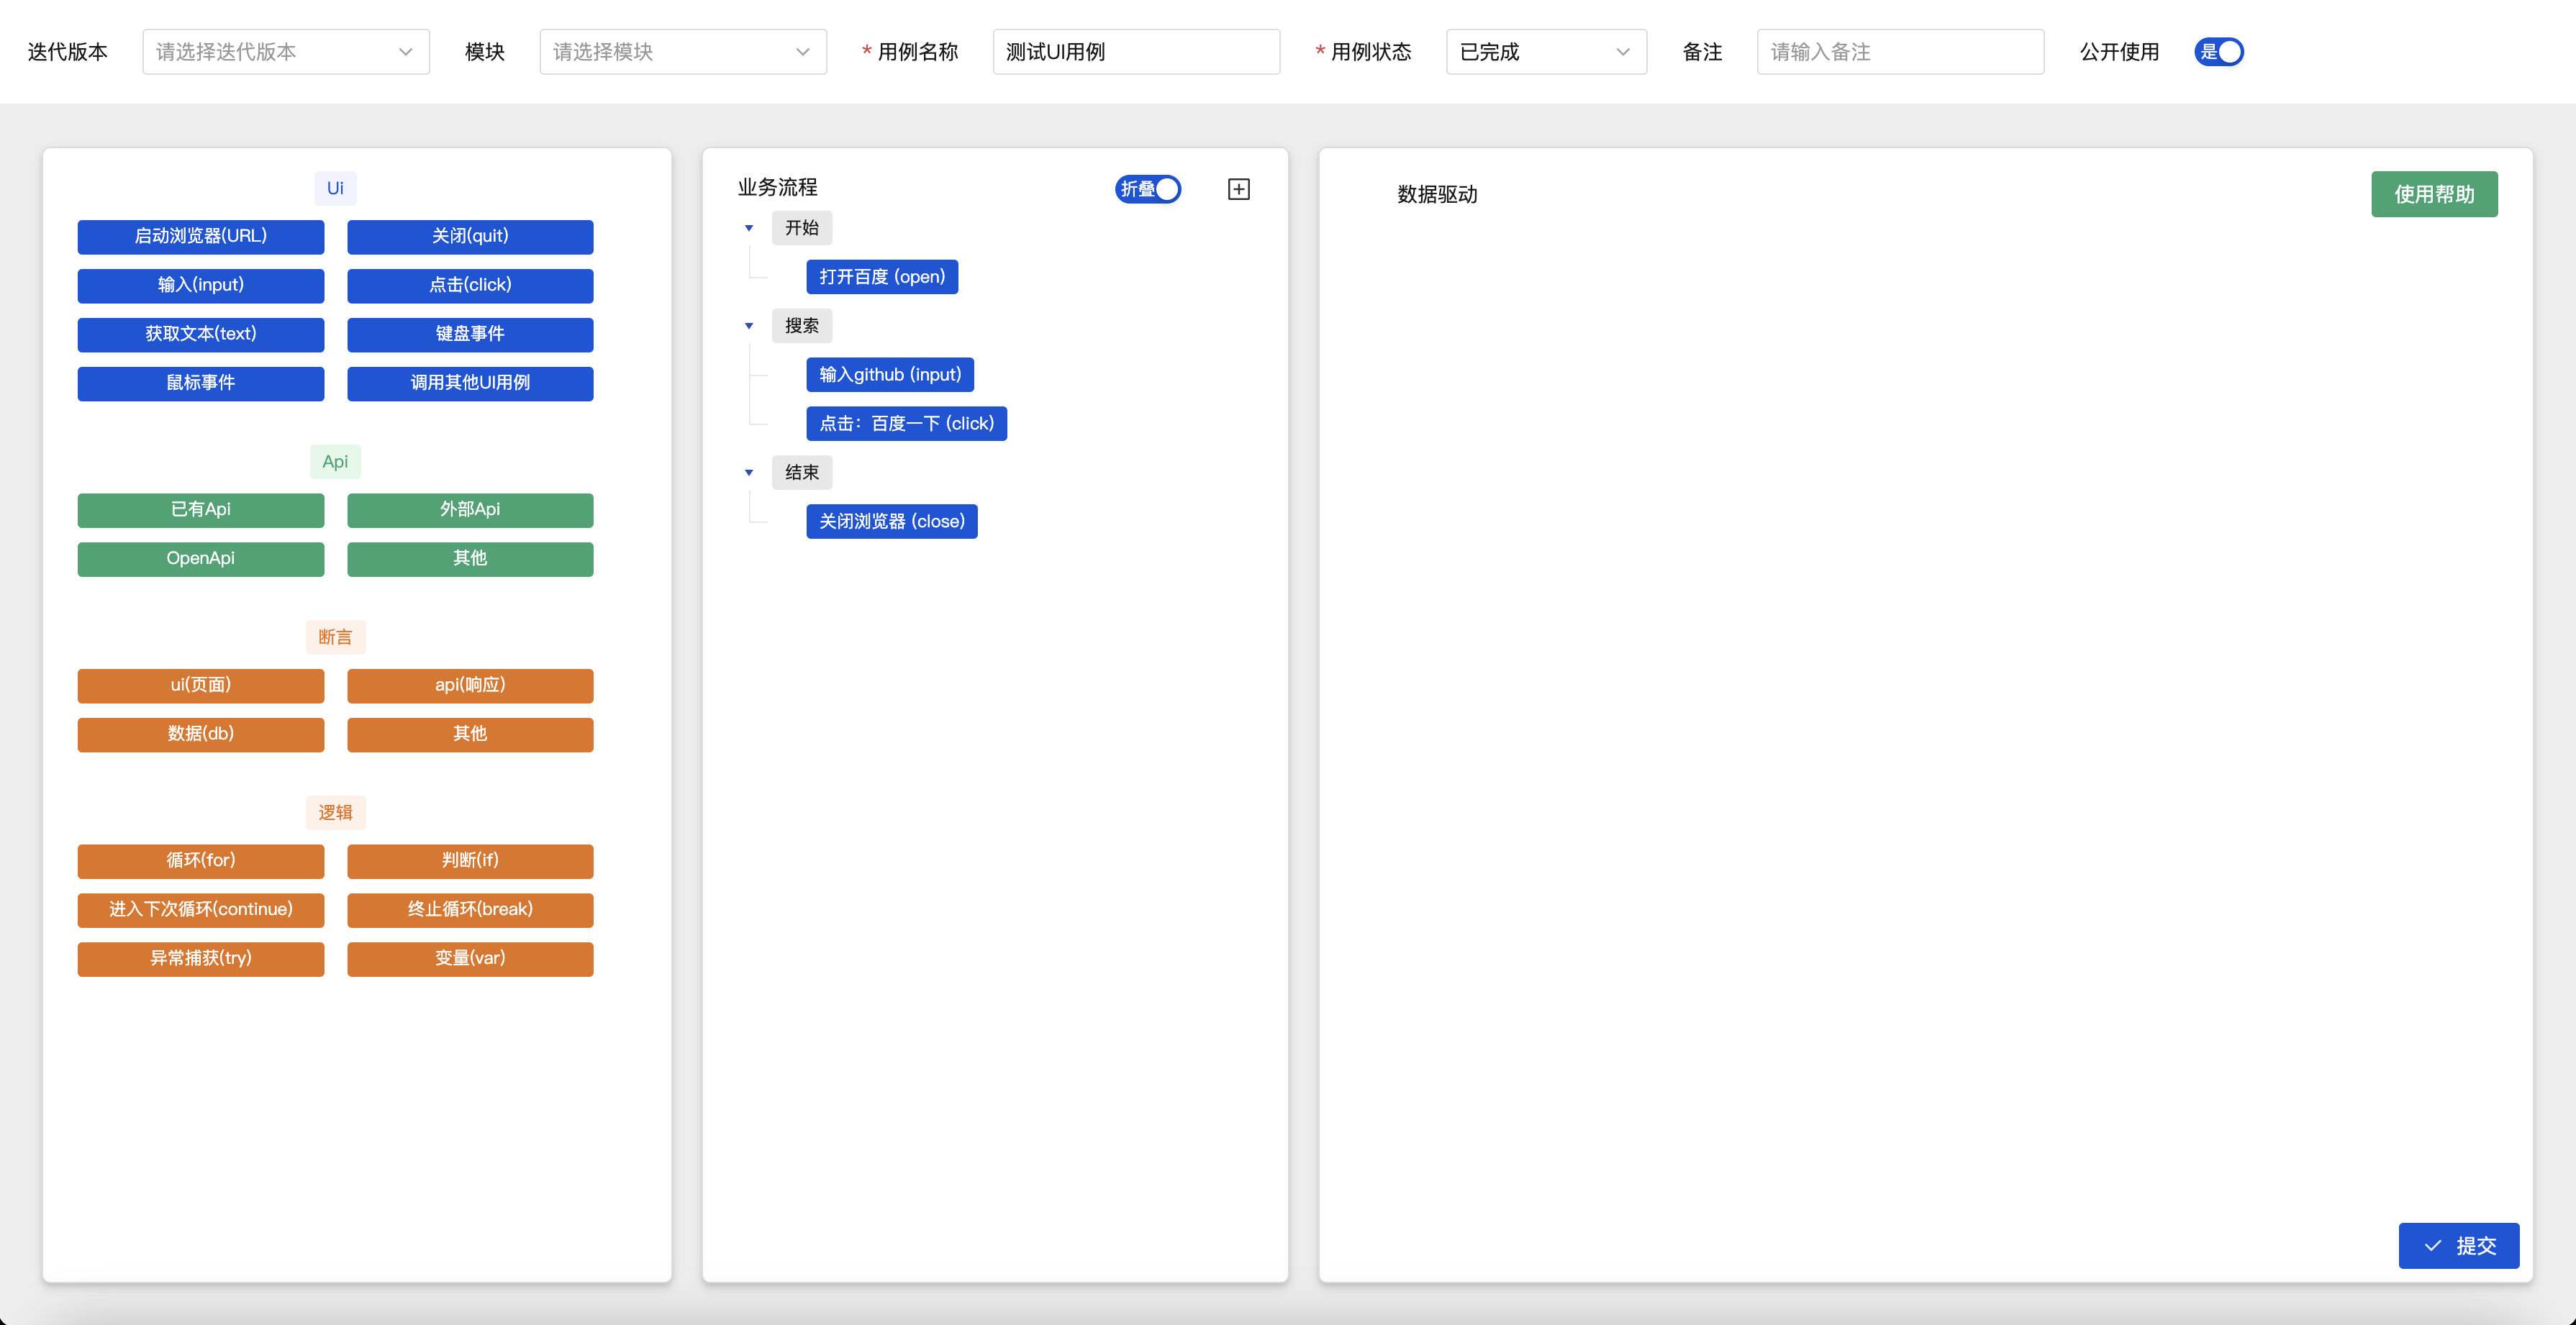 迭代版本 请选择迭代版本 模块 请选择模块 * 用例名称 测试UI用例 * 用例状态 已完成 备注 请输入备注 公开使用 是
Ui
启动浏览器(URL) 关闭(quit)
输入(input) 点击(click)
获取文本(text) 键盘事件
鼠标事件 调用其他UI用例
Api
已有Api 外部Api
OpenApi 其他
断言
ui(页面) api(响应)
数据(db) 其他
逻辑
循环(for) 判断(if)
进入下次循环(continue) 终止循环(break)
异常捕获(try) 变量(var)
业务流程 折叠
开始
打开百度 (open)
搜索
输入github (input)
点击：百度一下 (click)
结束
关闭浏览器 (close)
数据驱动 使用帮助
提交